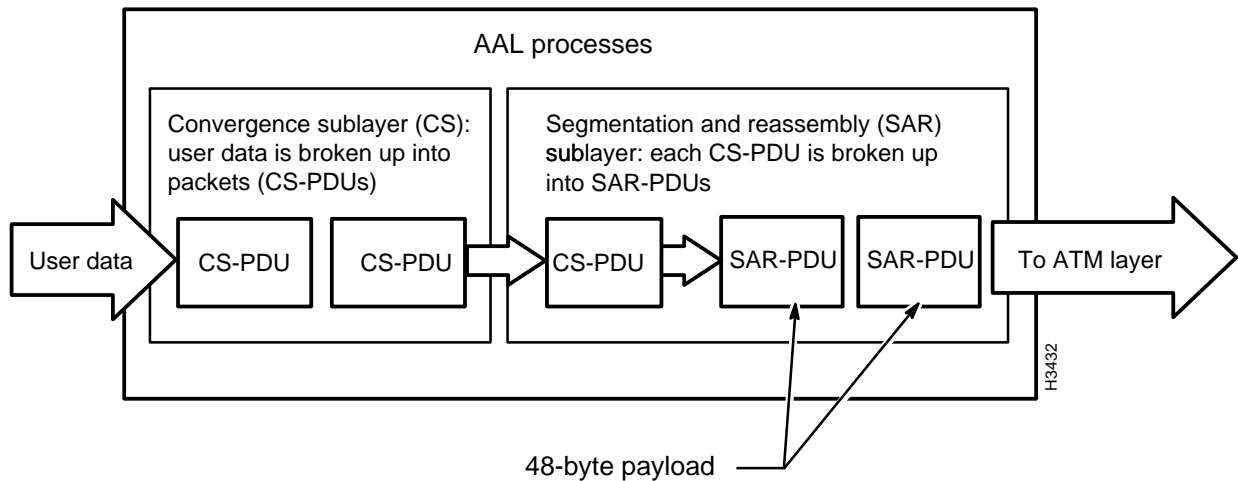 AAL processes
Convergence sublayer (CS):
user data is broken up into
packets (CS-PDUs)
Segmentation and reassembly (SAR)
sublayer: each CS-PDU is broken up
into SAR-PDUs
User data
CS-PDU
CS-PDU
CS-PDU
SAR-PDU
SAR-PDU
To ATM layer
H3432
48-byte payload